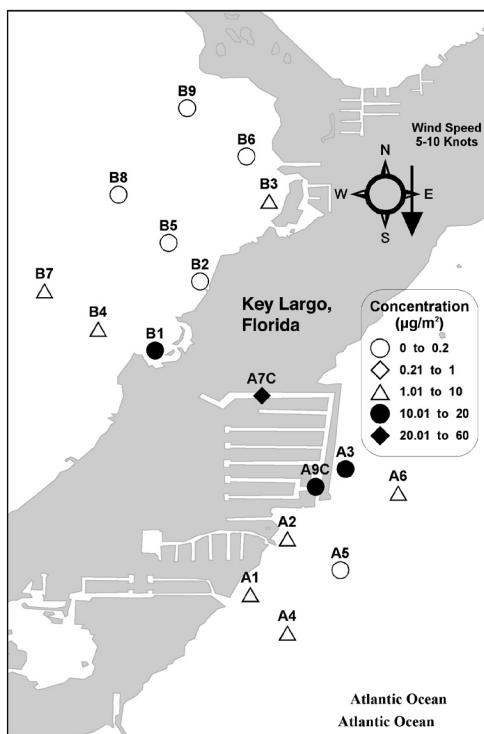 B9
Wind Speed
5-10 Knots
B6
N
B8
B3
W
E
S
B5
B2
B7
Key Largo,
Florida
Concentration
(µg/m²)
B4
B1
0 to 0.2
0.21 to 1
1.01 to 10
10.01 to 20
20.01 to 60
A7C
A3
A9C
A6
A2
A5
A1
A4
Atlantic Ocean
Atlantic Ocean